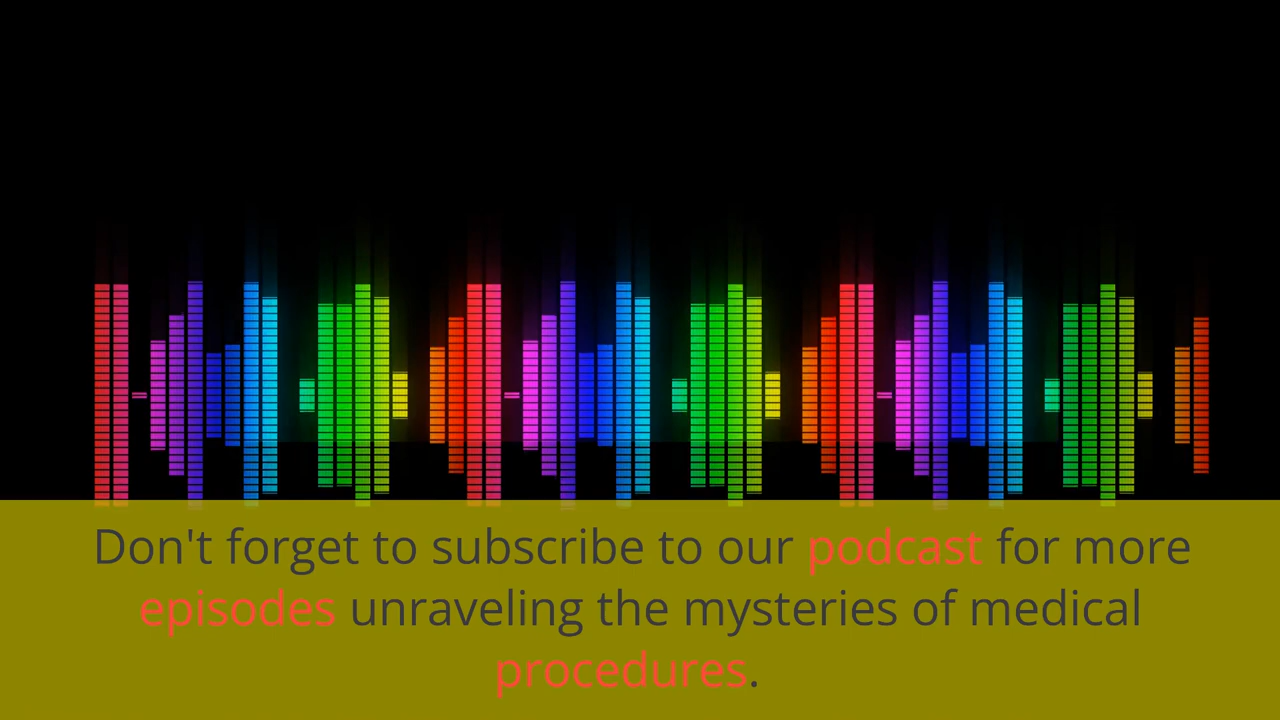 Don't forget to subscribe to our podcast for more
episodes unraveling the mysteries of medical
procedures.